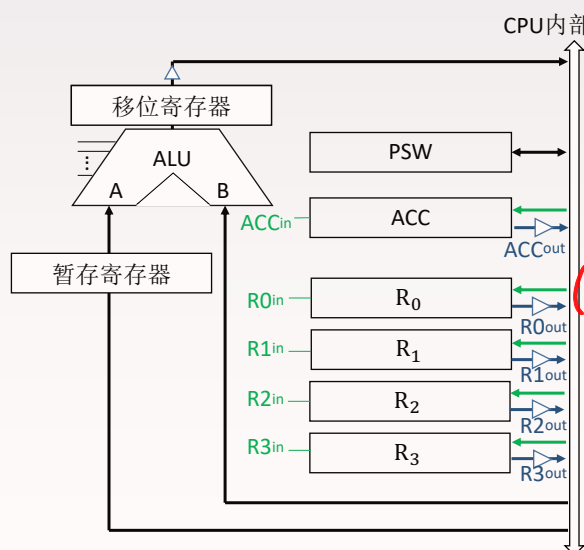 CPU内部
移位寄存器
ALU
A
B
暂存寄存器
PSW
ACCin
ACC
ACCout
R0in
R₀
R0out
R1in
R₁
R1out
R2in
R₂
R2out
R3in
R₃
R3out